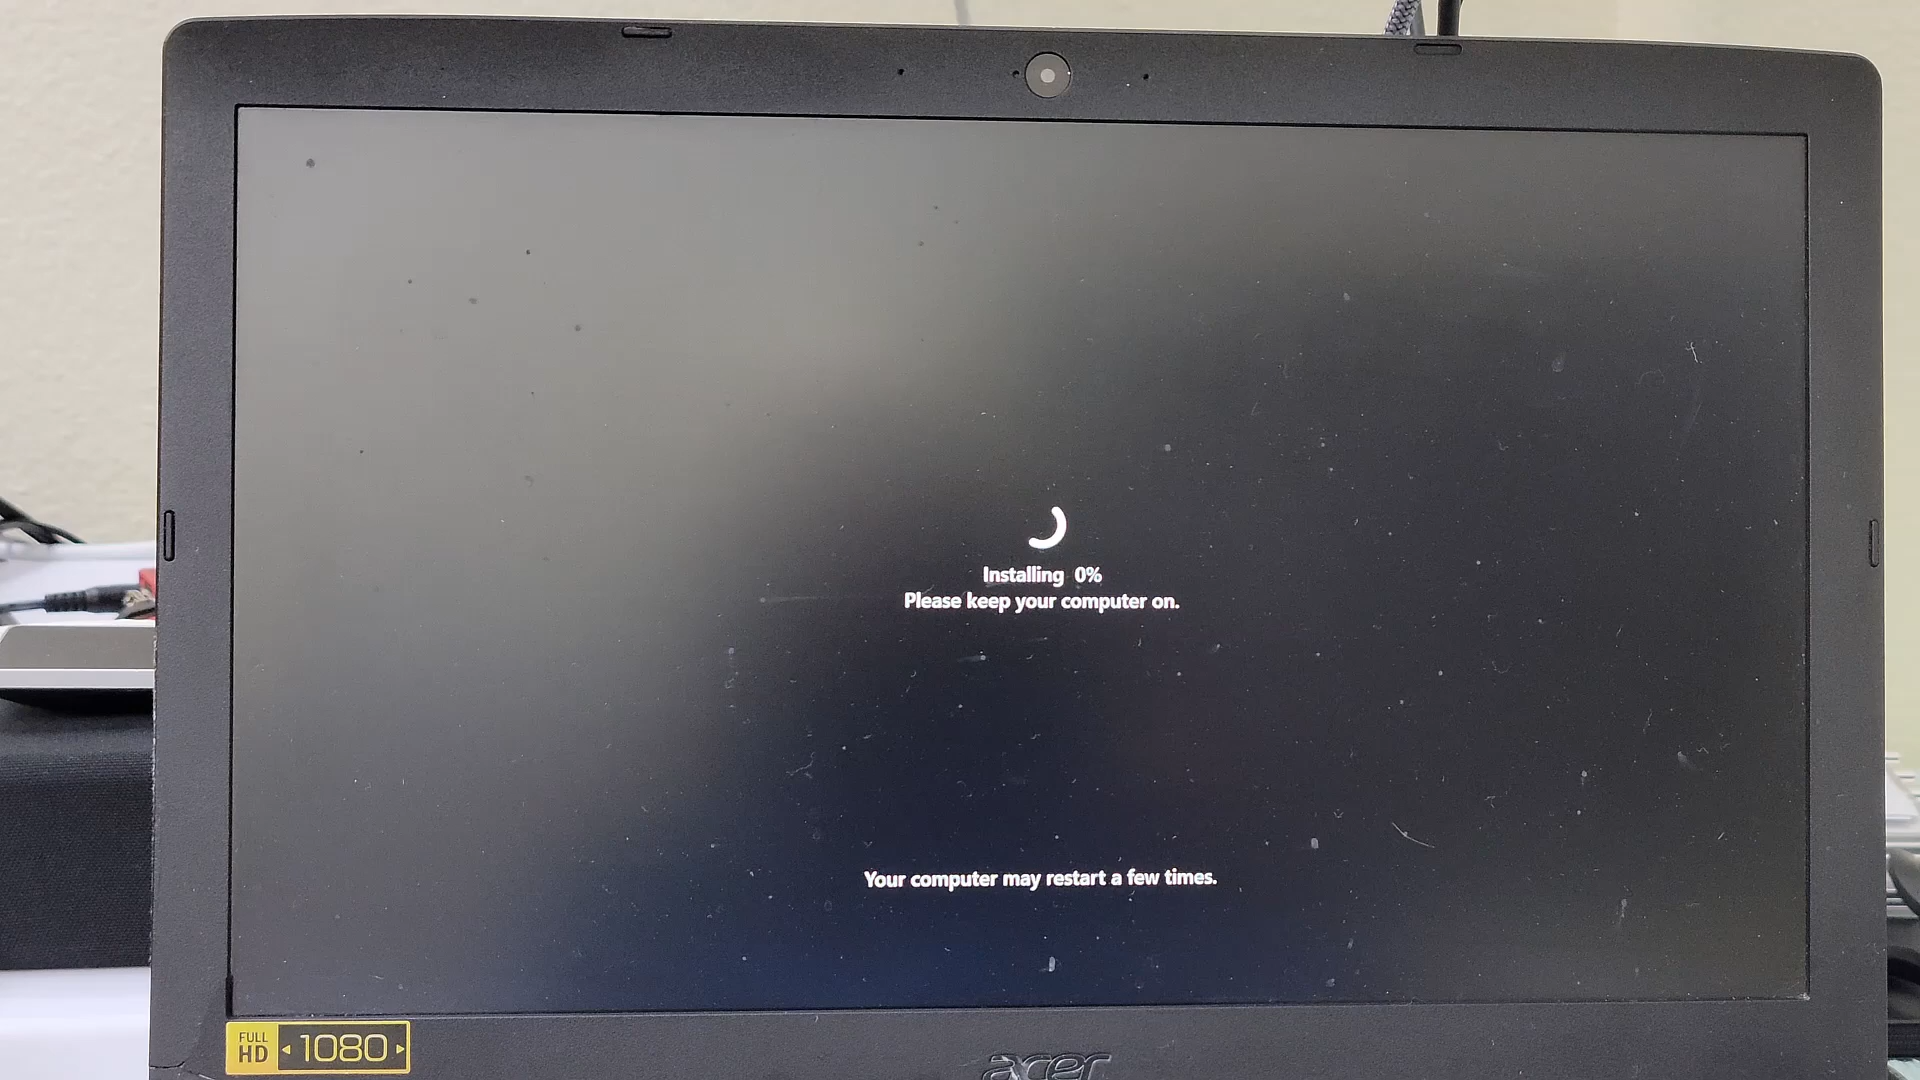 Installing 0%
Please keep your computer on.
Your computer may restart a few times.
FULL
HD
1080
acer